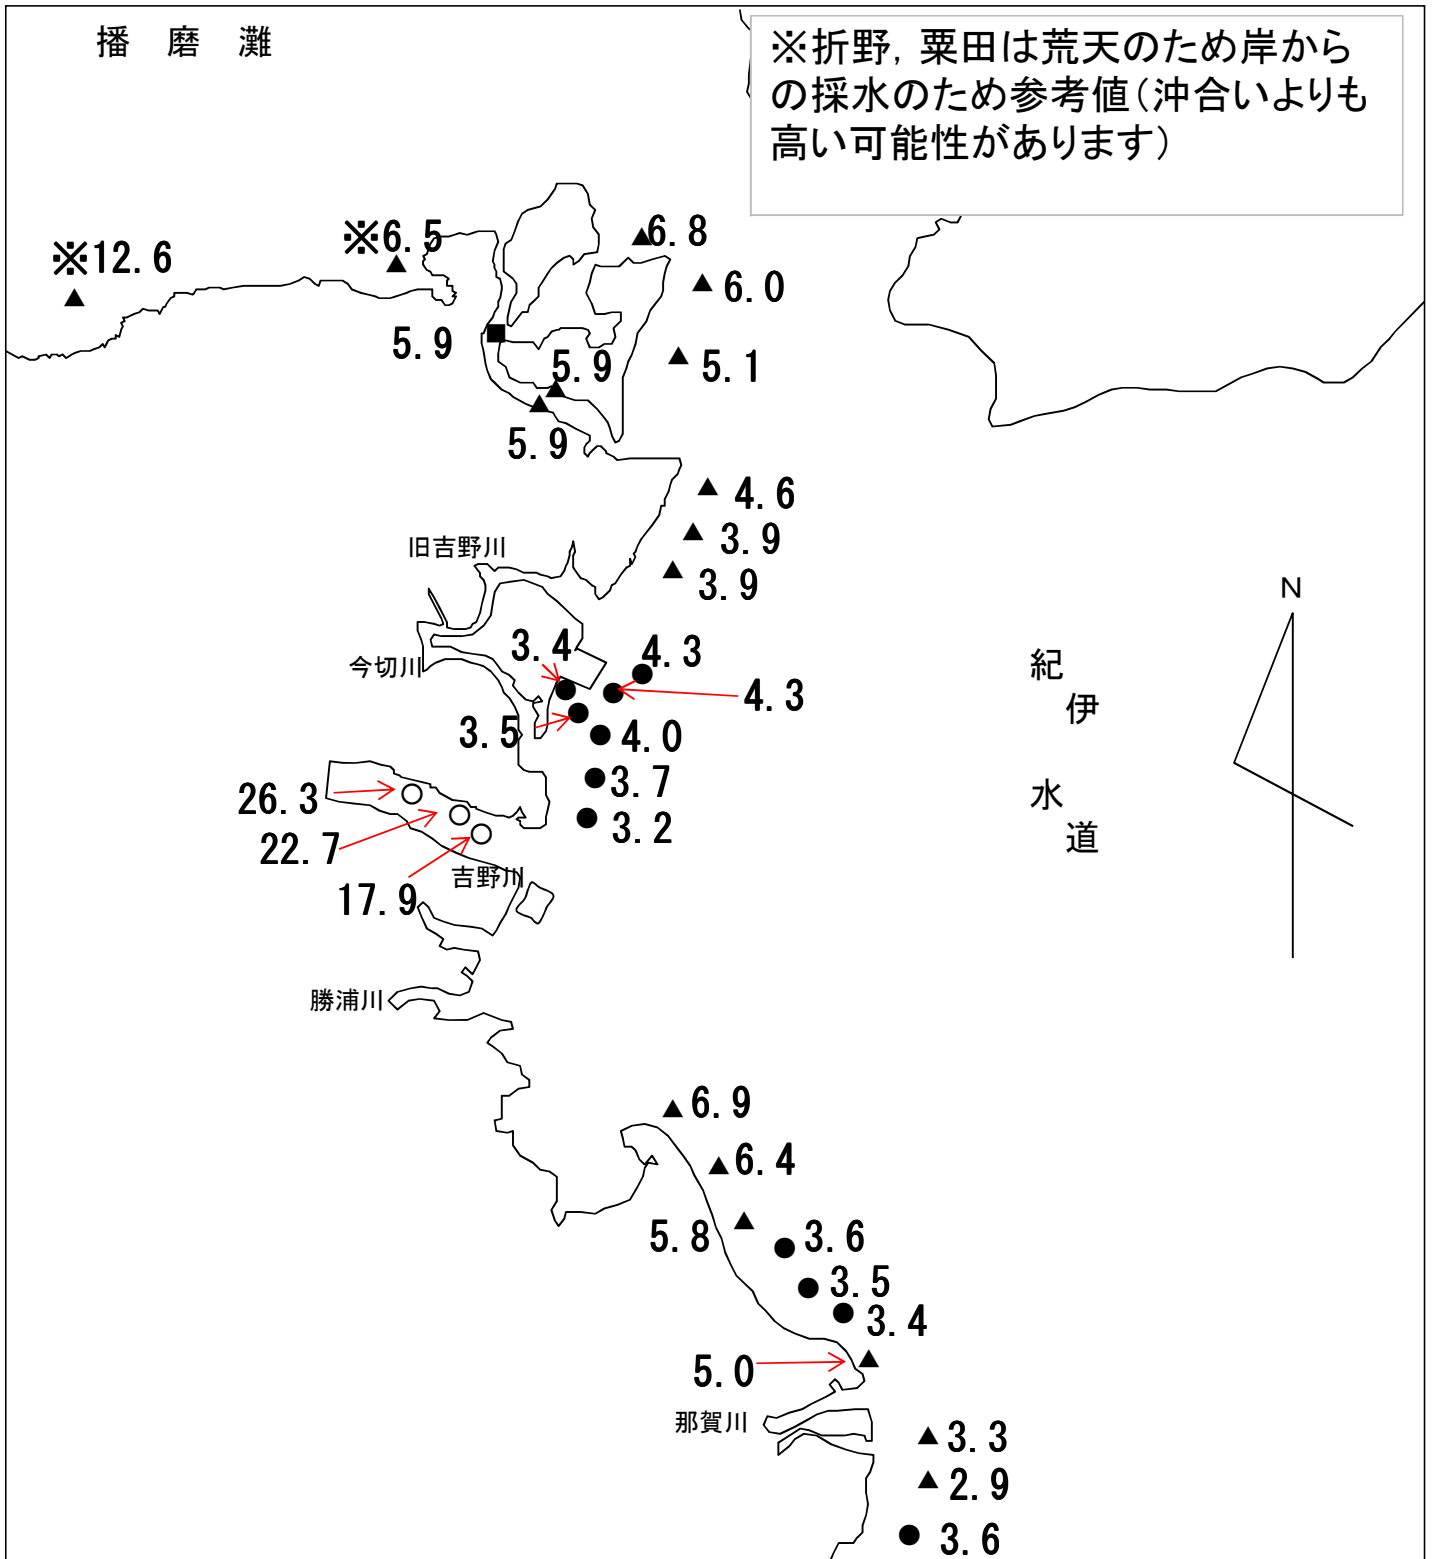 播 磨 灘
※折野，粟田は荒天のため岸から
の採水のため参考値（沖合いよりも
高い可能性があります）
※12.6
※6.5
6.8
6.0
5.9
5.9
5.1
5.9
4.6
3.9
3.9
旧吉野川
N
3.4
4.3
今切川
4.3
紀
伊
水
道
3.5
4.0
3.7
26.3
3.2
22.7
吉野川
17.9
勝浦川
6.9
6.4
5.8
3.6
3.5
3.4
5.0
那賀川
3.3
2.9
3.6